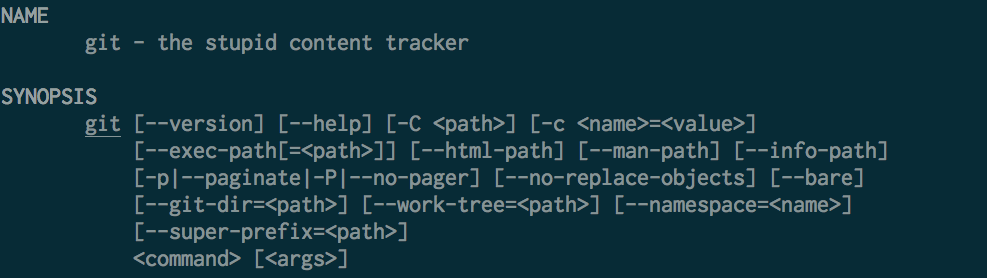 NAME
git - the stupid content tracker
SYNOPSIS
git [--version] [--help] [-C <path>] [-c <name>=<value>]
[--exec-path[=<path>]] [--html-path] [--man-path] [--info-path]
[-p|--paginate|-P|--no-pager] [--no-replace-objects] [--bare]
[--git-dir=<path>] [--work-tree=<path>] [--namespace=<name>]
[--super-prefix=<path>]
<command> [<args>]